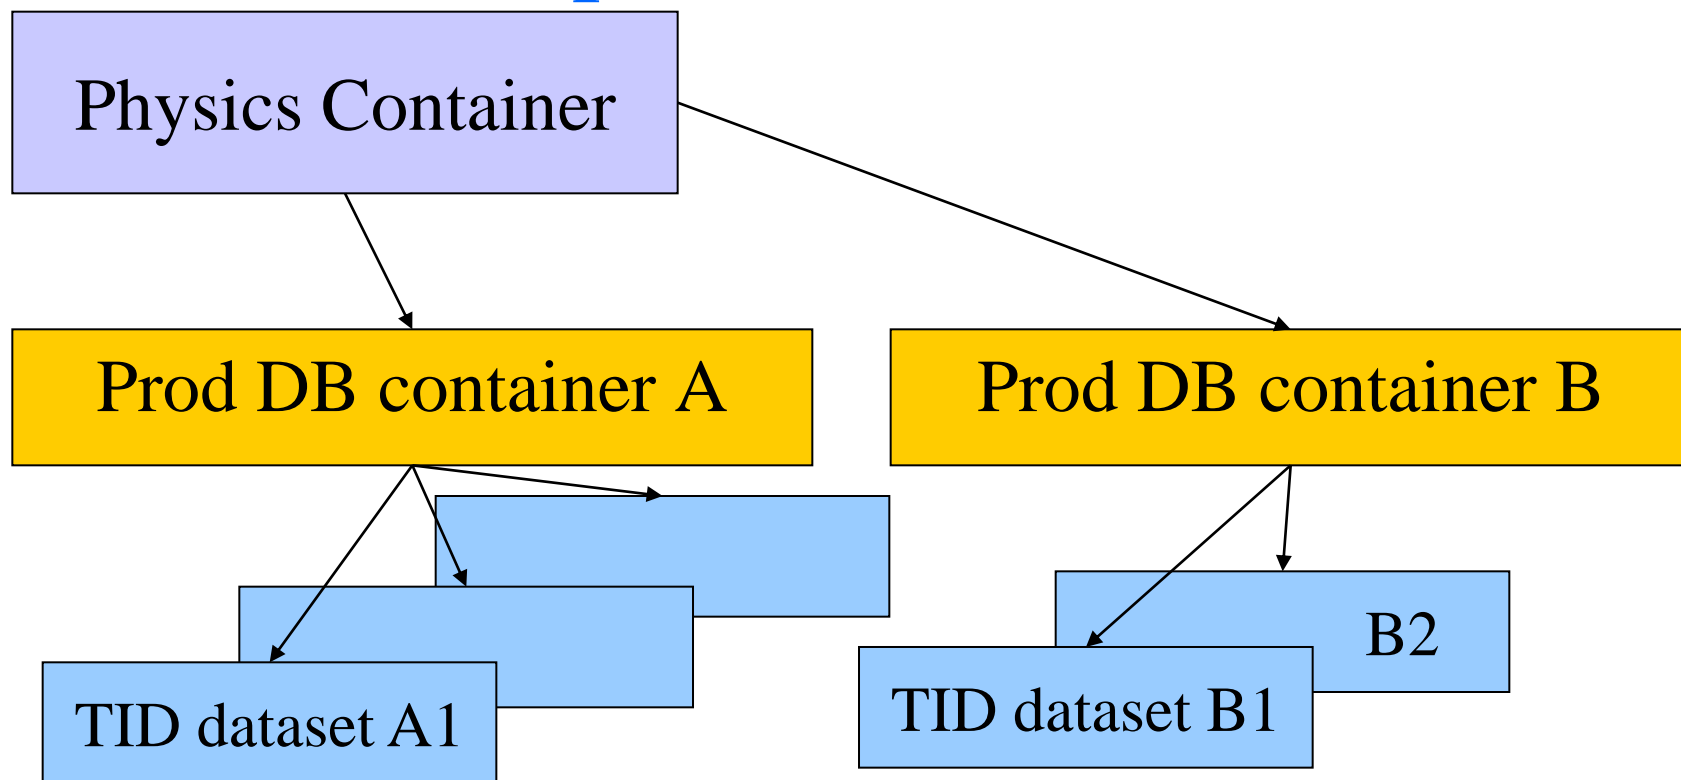 Physics Container
Prod DB container A
Prod DB container B
B2
TID dataset A1
TID dataset B1